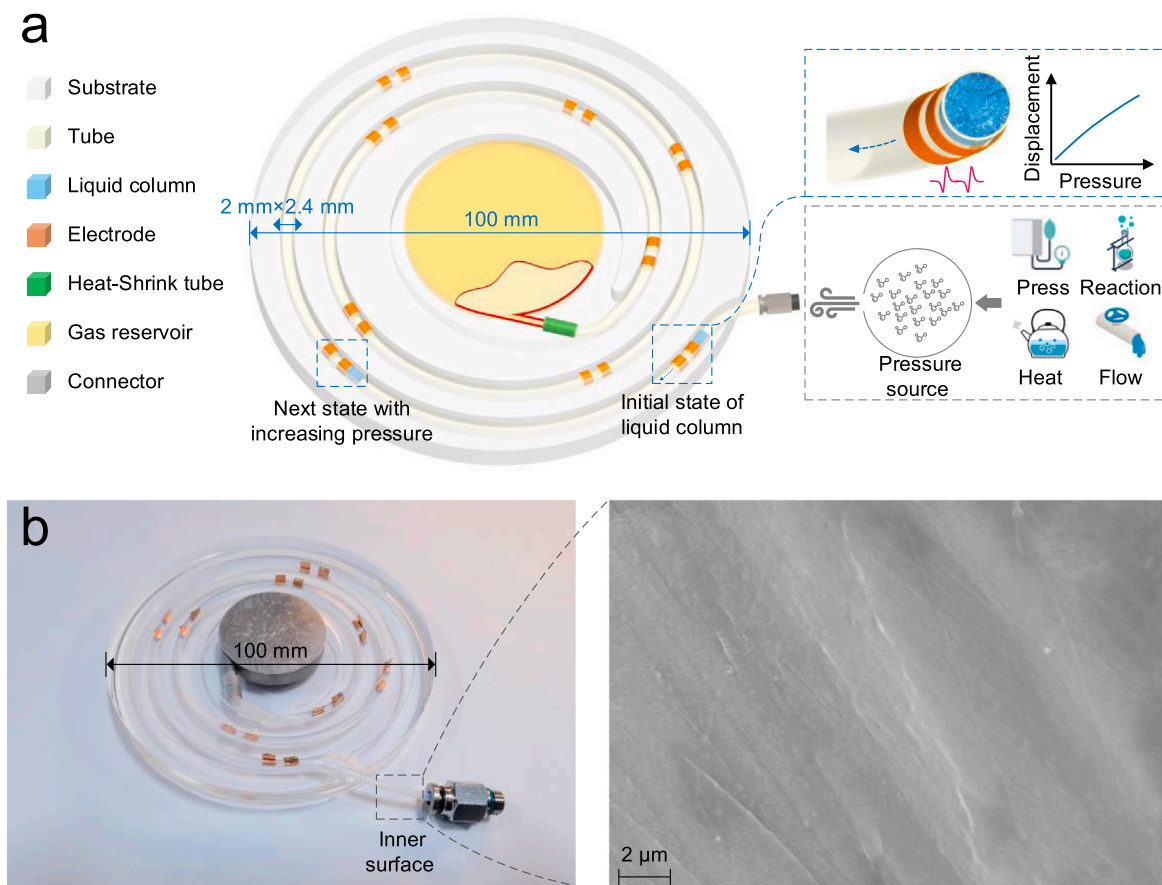 a
Substrate
Tube
Liquid column
Electrode
Heat-Shrink tube
Gas reservoir
Connector
2 mm×2.4 mm
100 mm
Next state with
increasing pressure
Initial state of
liquid column
Displacement
Pressure
Press
Reaction
Heat
Flow
Pressure
source
b
100 mm
Inner
surface
2 μm